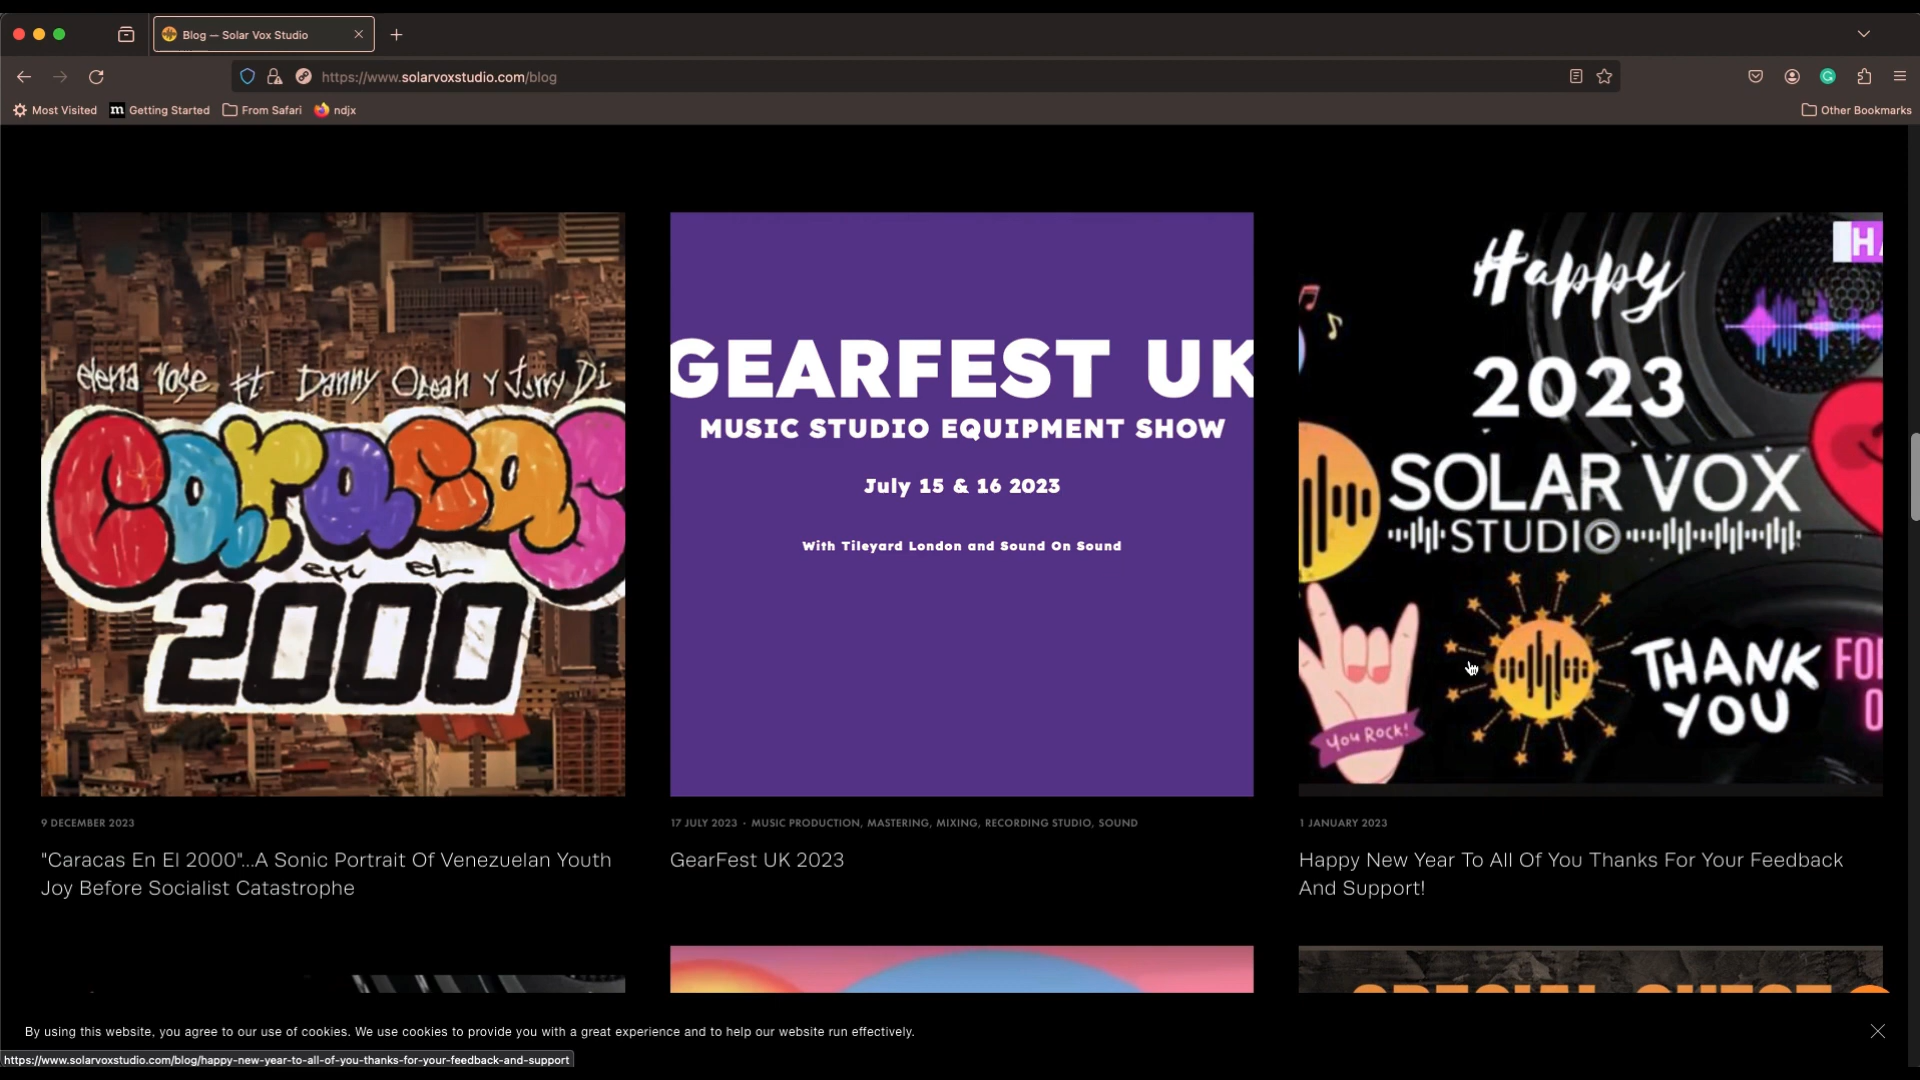 Blog — Solar Vox Studio
https://www.solarvoxstudio.com/blog
Most Visited
m Getting Started
From Safari
ndjx
Other Bookmarks
elena rose ft. Danny Ocean y Jerry Di
Caracas
en el
2000
GEARFEST UK
MUSIC STUDIO EQUIPMENT SHOW
July 15 & 16 2023
With Tileyard London and Sound On Sound
Happy
2023
SOLAR VOX
STUDIO
THANK
YOU
You Rock!
9 DECEMBER 2023
"Caracas En El 2000"...A Sonic Portrait Of Venezuelan Youth
Joy Before Socialist Catastrophe
17 JULY 2023 · MUSIC PRODUCTION, MASTERING, MIXING, RECORDING STUDIO, SOUND
GearFest UK 2023
1 JANUARY 2023
Happy New Year To All Of You Thanks For Your Feedback
And Support!
SPECIAL GUEST
By using this website, you agree to our use of cookies. We use cookies to provide you with a great experience and to help our website run effectively.
https://www.solarvoxstudio.com/blog/happy-new-year-to-all-of-you-thanks-for-your-feedback-and-support